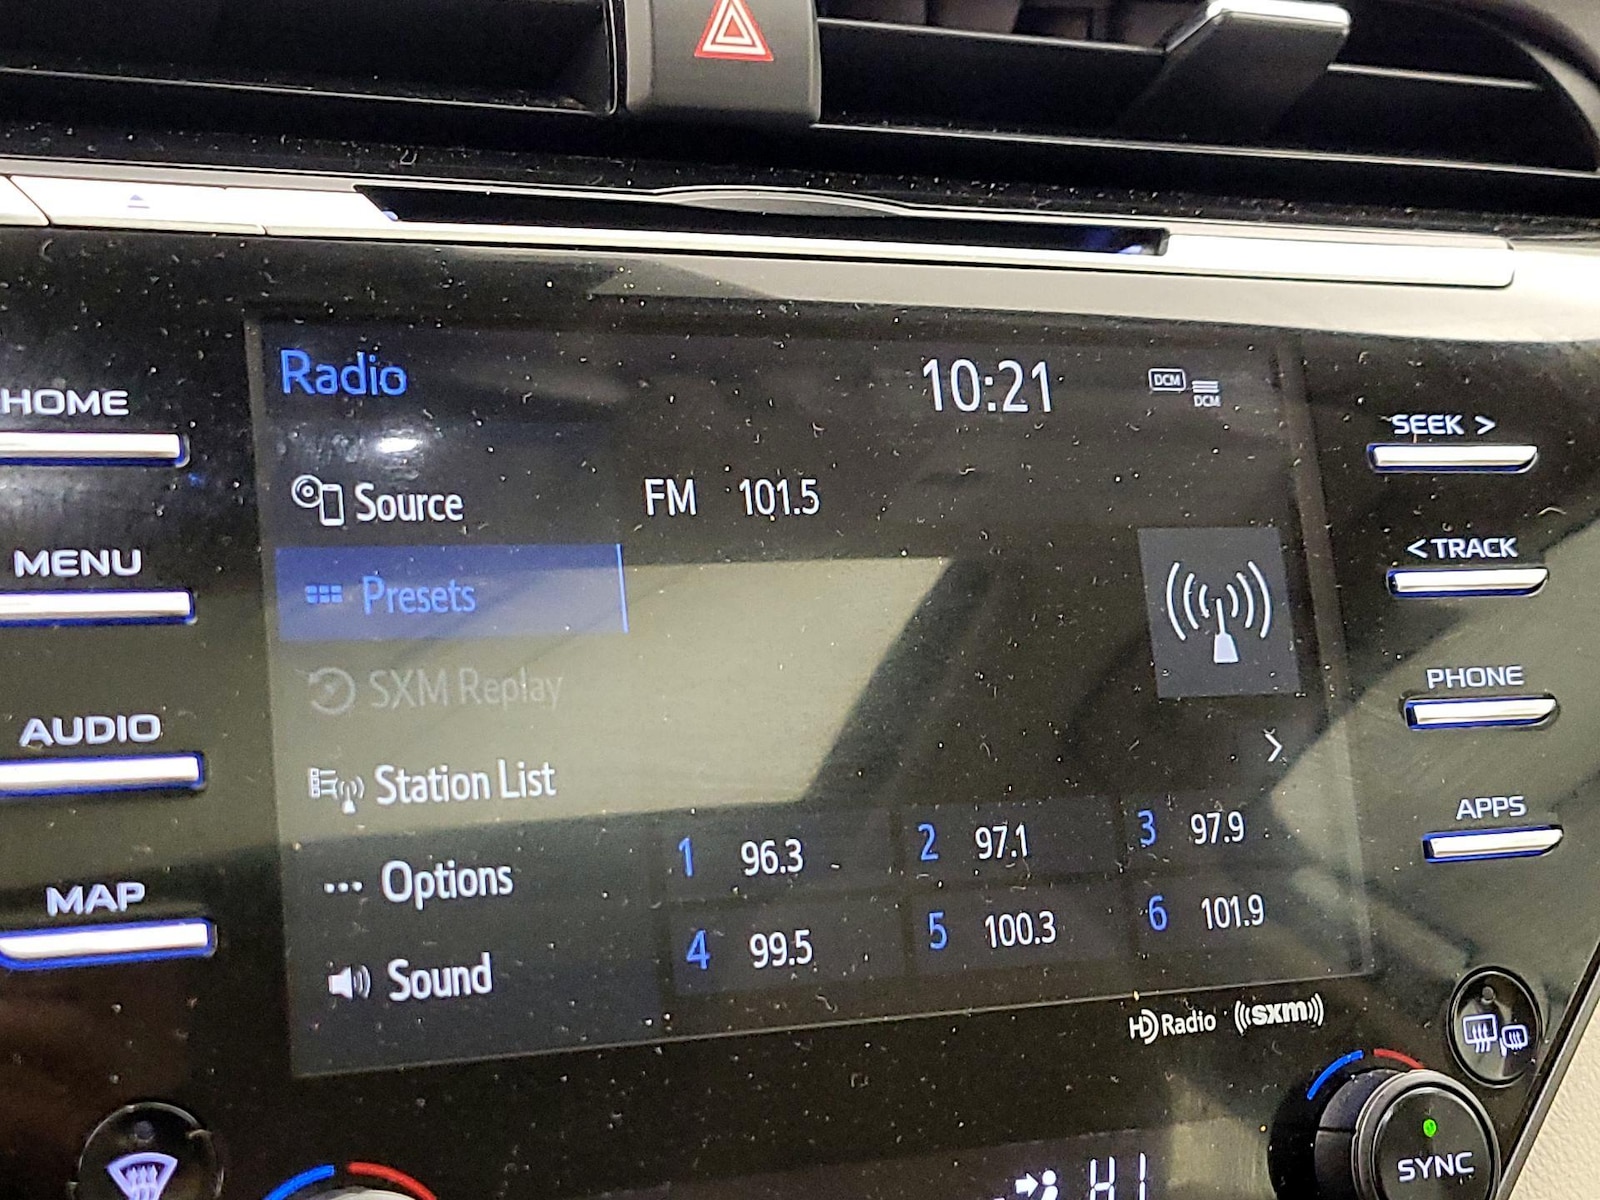 Radio 10:21 DCM DCM
HOME
SEEK >
Source FM 101.5
MENU
< TRACK
Presets
SXM Replay
PHONE
AUDIO
Station List
>
APPS
1 96.3 2 97.1 3 97.9
MAP
Options
4 99.5 5 100.3 6 101.9
Sound
HD Radio ((sxm))
SYNC
HI